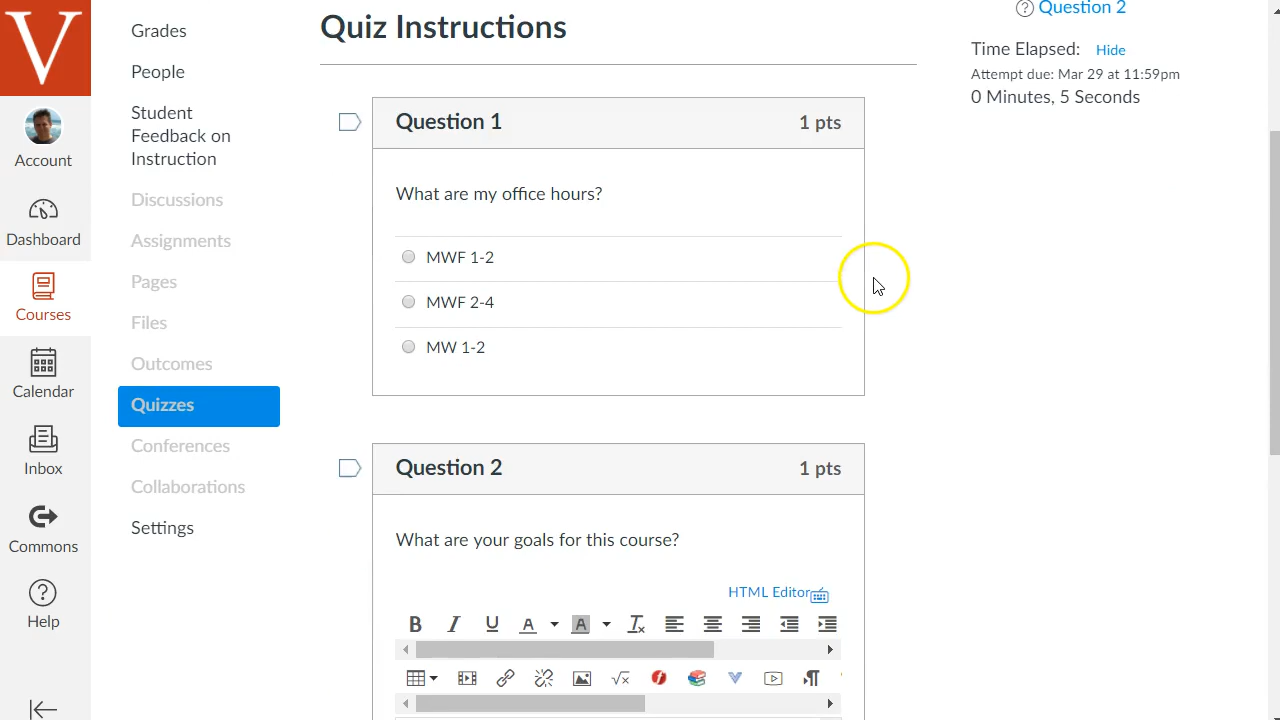 V
Account
Dashboard
Courses
Calendar
Inbox
Commons
Help
Grades
People
Student
Feedback on
Instruction
Discussions
Assignments
Pages
Files
Outcomes
Quizzes
Conferences
Collaborations
Settings
Quiz Instructions
Question 1
1 pts
What are my office hours?
MWF 1-2
MWF 2-4
MW 1-2
Question 2
1 pts
What are your goals for this course?
HTML Editor
B I U A A Tx
√x
Question 2
Time Elapsed: Hide
Attempt due: Mar 29 at 11:59pm
0 Minutes, 5 Seconds